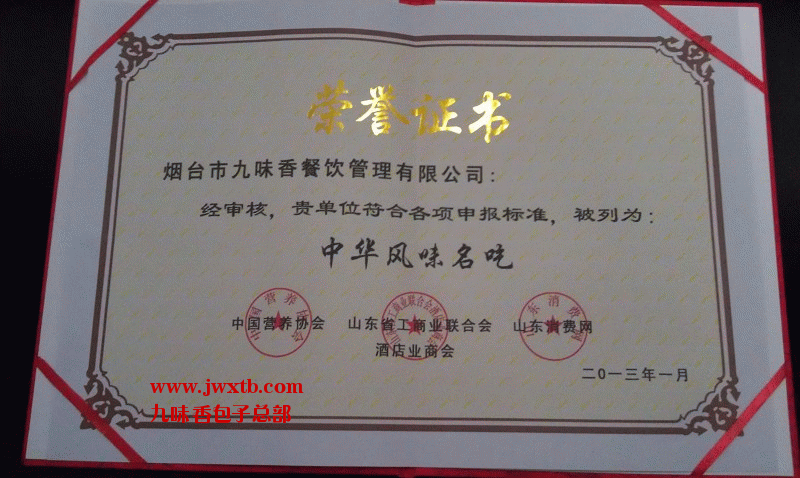 荣誉证书
烟台市九味香餐饮管理有限公司：
经审核，贵单位符合各项申报标准，被列为：
中华风味名吃
中国营养协会 山东省工商业联合会 山东消费网
酒店业商会
二〇一三年一月
www.jwxtb.com
九味香包子总部